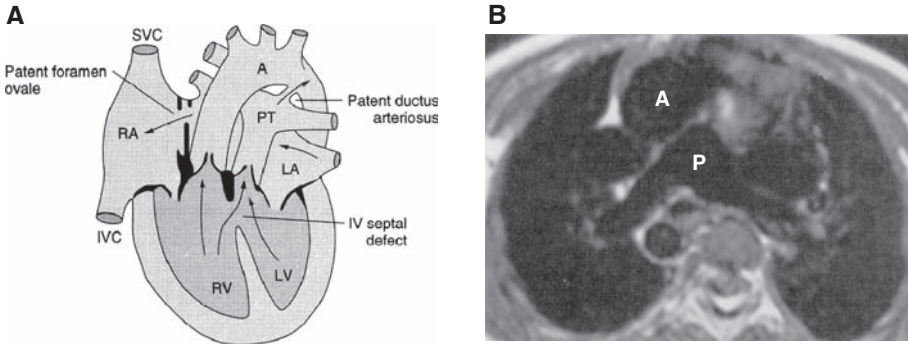 A
SVC
Patent foramen
ovale
A
Patent ductus
arteriosus
PT
RA
LA
IV septal
defect
IVC
RV
LV
B
A
P